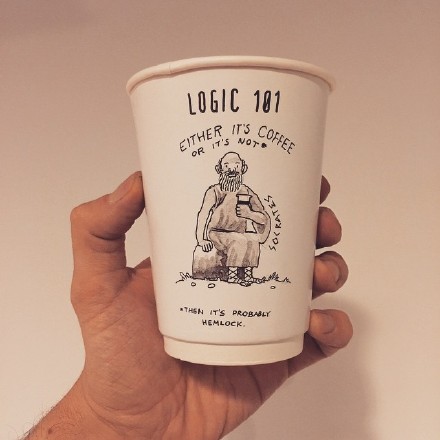 LOGIC 101
EITHER IT'S COFFEE
OR IT'S NOT*
SOCRATES
*THEN IT'S PROBABLY
HEMLOCK.